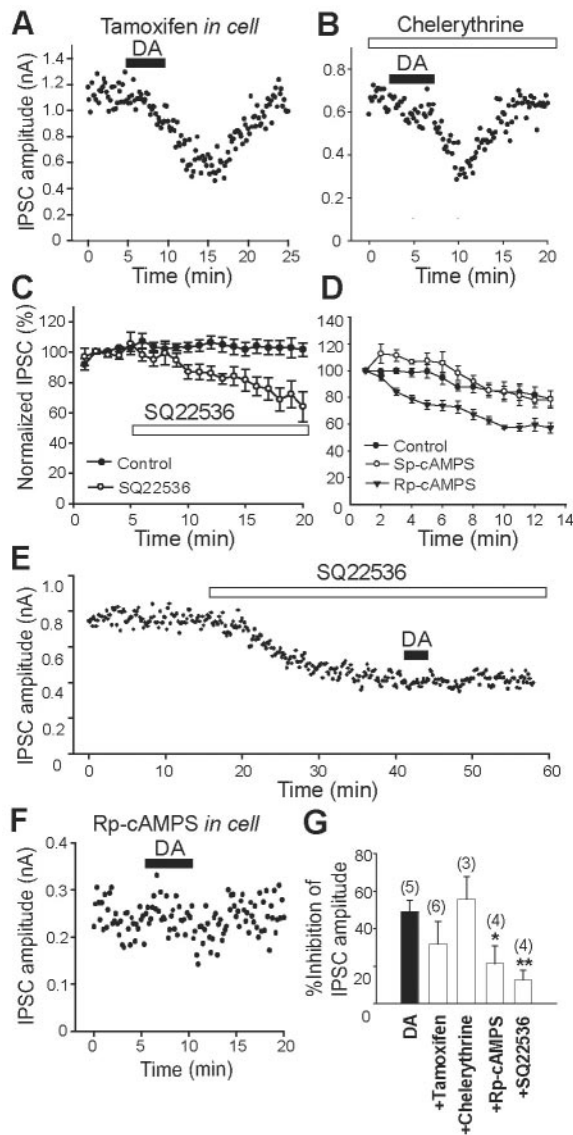 A
Tamoxifen in cell
DA
IPSC amplitude (nA)
1.4
1.2
1.0
0.8
0.6
0.4
0.2
0
0 5 10 15 20 25
Time (min)
B
Chelerythrine
DA
0.8
0.6
0.4
0.2
0
0 5 10 15 20
Time (min)
C
Normalized IPSC (%)
120
100
80
60
40
20
0
SQ22536
Control
SQ22536
0 5 10 15 20
Time (min)
D
120
100
80
60
40
20
0
Control
Sp-cAMPS
Rp-cAMPS
2 4 6 8 10 12 14
Time (min)
E
SQ22536
DA
IPSC amplitude (nA)
1.0
0.8
0.6
0.4
0.2
0
0 10 20 30 40 50 60
Time (min)
F
Rp-cAMPS in cell
DA
IPSC amplitude (nA)
0.4
0.3
0.2
0.1
0
0 5 10 15 20
Time (min)
G
%Inhibition of
IPSC amplitude
80
60
40
20
0
(5)
(6)
(3)
(4)
*
(4)
**
DA
+Tamoxifen
+Chelerythrine
+Rp-cAMPS
+SQ22536